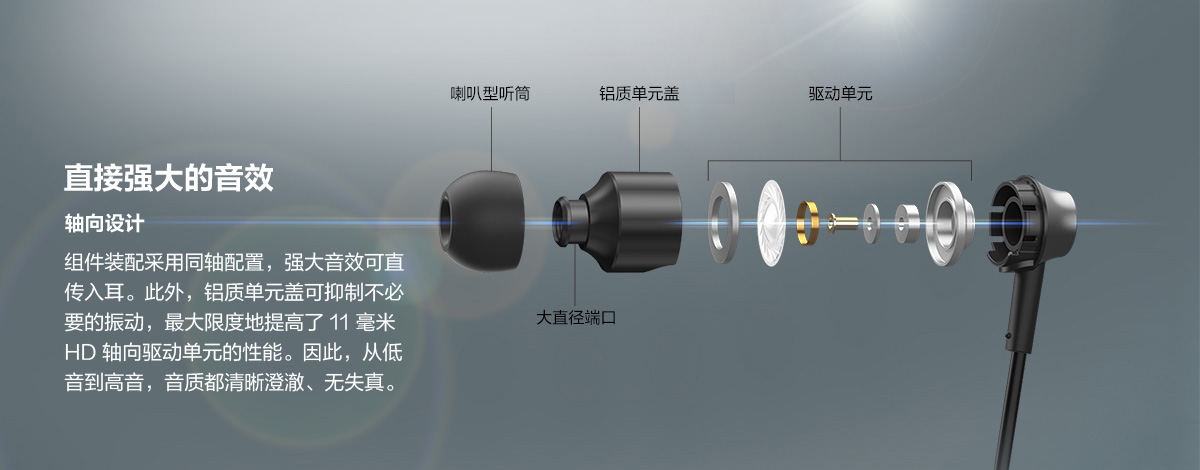 喇叭型听筒
铝质单元盖
驱动单元
直接强大的音效
轴向设计
组件装配采用同轴配置，强大音效可直
传入耳。此外，铝质单元盖可抑制不必
要的振动，最大限度地提高了 11 毫米
HD 轴向驱动单元的性能。因此，从低
音到高音，音质都清晰澄澈、无失真。
大直径端口